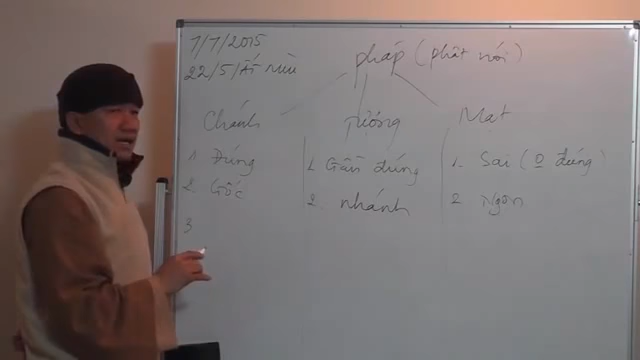 7/7/2015
22/5/Ất Mùi
pháp (phật nói)
Chánh
Tượng
Mạt
1. Đúng
2. Gốc
3
1. Gần đúng
2. nhánh
1. Sai (0 đúng)
2. Ngọn